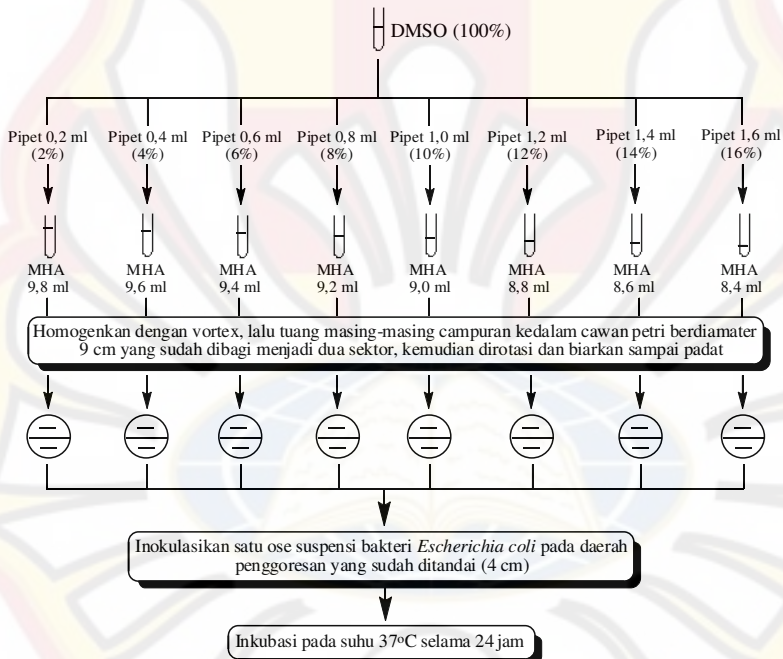 DMSO (100%)
Pipet 0,2 ml Pipet 0,4 ml Pipet 0,6 ml Pipet 0,8 ml Pipet 1,0 ml Pipet 1,2 ml Pipet 1,4 ml Pipet 1,6 ml
(2%) (4%) (6%) (8%) (10%) (12%) (14%) (16%)
MHA MHA MHA MHA MHA MHA MHA MHA
9,8 ml 9,6 ml 9,4 ml 9,2 ml 9,0 ml 8,8 ml 8,6 ml 8,4 ml
Homogenkan dengan vortex, lalu tuang masing-masing campuran kedalam cawan petri berdiamater
9 cm yang sudah dibagi menjadi dua sektor, kemudian dirotasi dan biarkan sampai padat
Inokulasikan satu ose suspensi bakteri Escherichia coli pada daerah
penggoresan yang sudah ditandai (4 cm)
Inkubasi pada suhu 37°C selama 24 jam